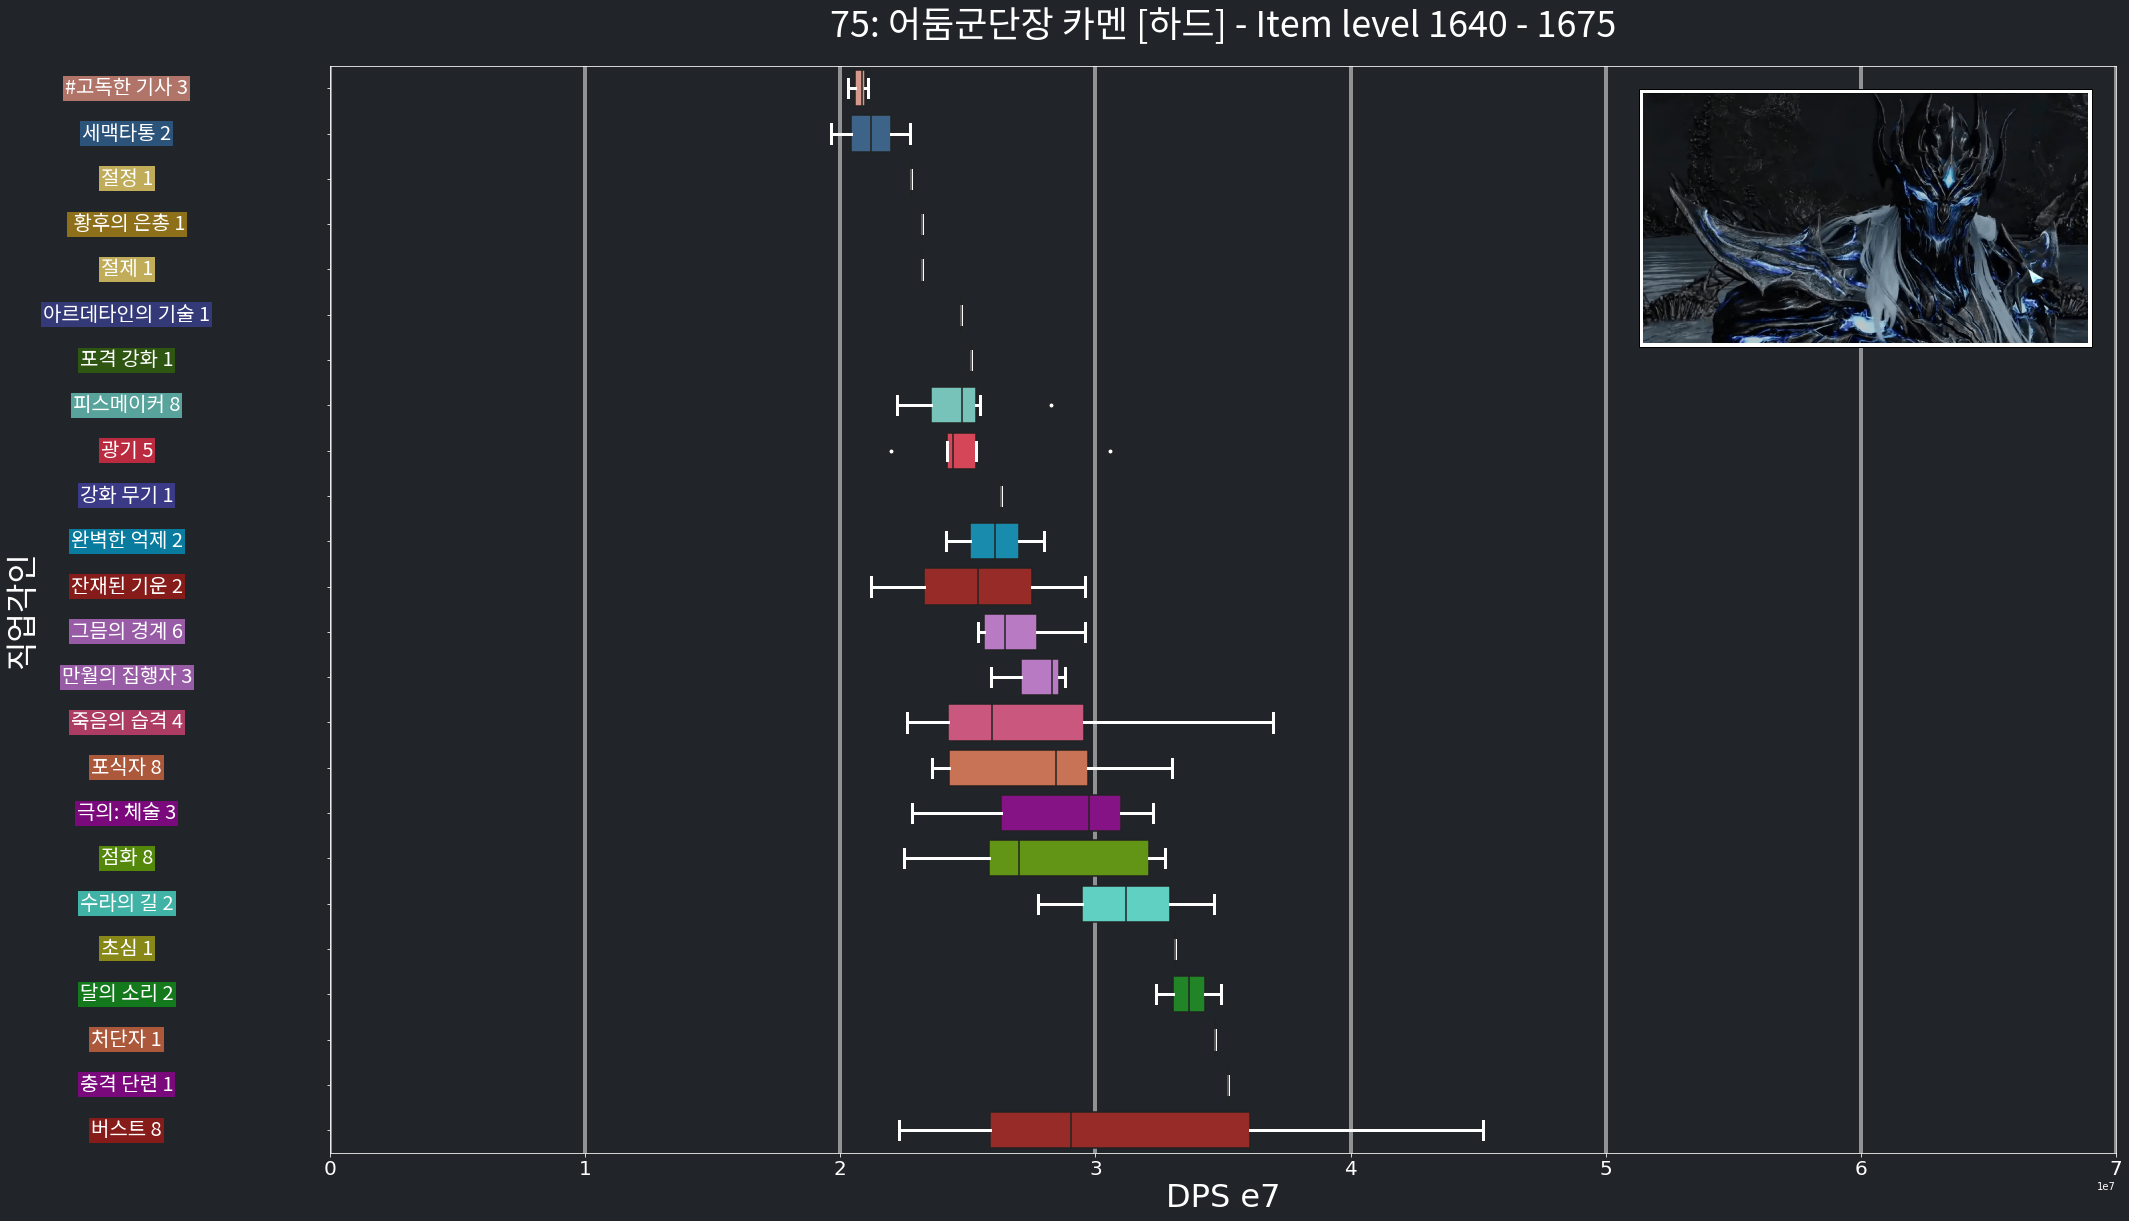 75: 어둠군단장 카멘 [하드] - Item level 1640 - 1675
#고독한 기사 3
세맥타통 2
절정 1
황후의 은총 1
절제 1
아르데타인의 기술 1
포격 강화 1
피스메이커 8
광기 5
강화 무기 1
완벽한 억제 2
잔재된 기운 2
그믐의 경계 6
만월의 집행자 3
죽음의 습격 4
포식자 8
극의: 체술 3
점화 8
수라의 길 2
초심 1
달의 소리 2
처단자 1
충격 단련 1
버스트 8
직업각인
0 1 2 3 4 5 6 7
1e7
DPS e7